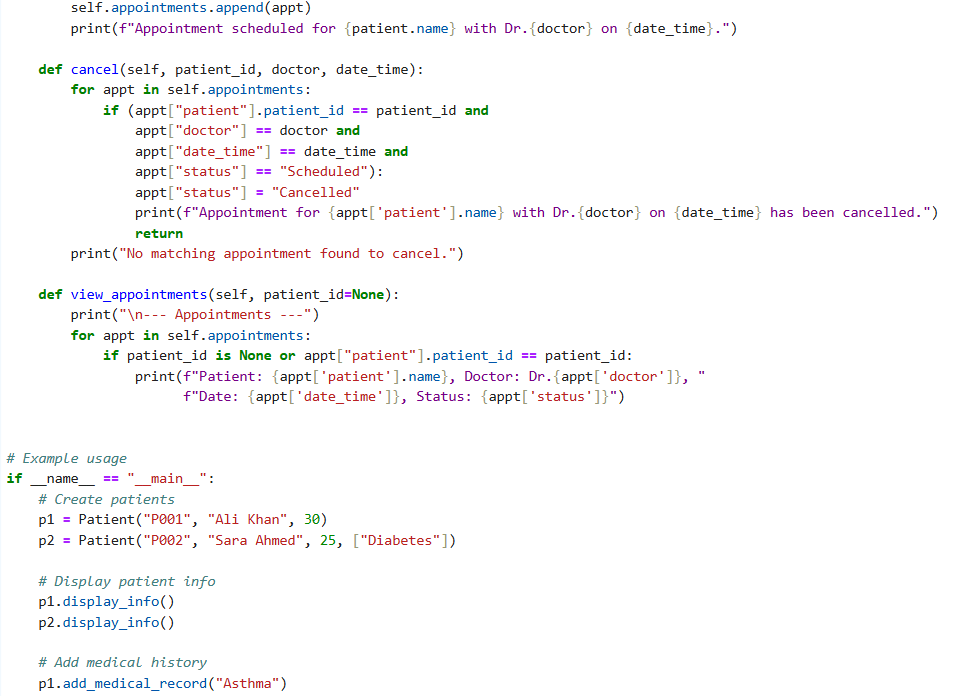 self.appointments.append(appt)
        print(f"Appointment scheduled for {patient.name} with Dr.{doctor} on {date_time}.")

    def cancel(self, patient_id, doctor, date_time):
        for appt in self.appointments:
            if (appt["patient"].patient_id == patient_id and
                appt["doctor"] == doctor and
                appt["date_time"] == date_time and
                appt["status"] == "Scheduled"):
                appt["status"] = "Cancelled"
                print(f"Appointment for {appt['patient'].name} with Dr.{doctor} on {date_time} has been cancelled.")
                return
        print("No matching appointment found to cancel.")

    def view_appointments(self, patient_id=None):
        print("\n--- Appointments ---")
        for appt in self.appointments:
            if patient_id is None or appt["patient"].patient_id == patient_id:
                print(f"Patient: {appt['patient'].name}, Doctor: Dr.{appt['doctor']}, "
                      f"Date: {appt['date_time']}, Status: {appt['status']}")


# Example usage
if __name__ == "__main__":
    # Create patients
    p1 = Patient("P001", "Ali Khan", 30)
    p2 = Patient("P002", "Sara Ahmed", 25, ["Diabetes"])

    # Display patient info
    p1.display_info()
    p2.display_info()

    # Add medical history
    p1.add_medical_record("Asthma")